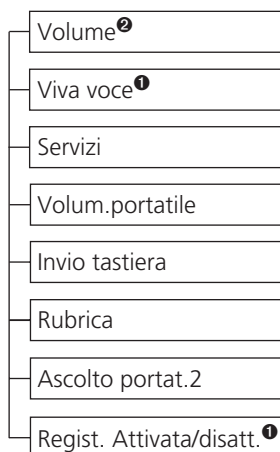 Volume❷
Viva voce❶
Servizi
Volum.portatile
Invio tastiera
Rubrica
Ascolto portat.2
Regist. Attivata/disatt.❶